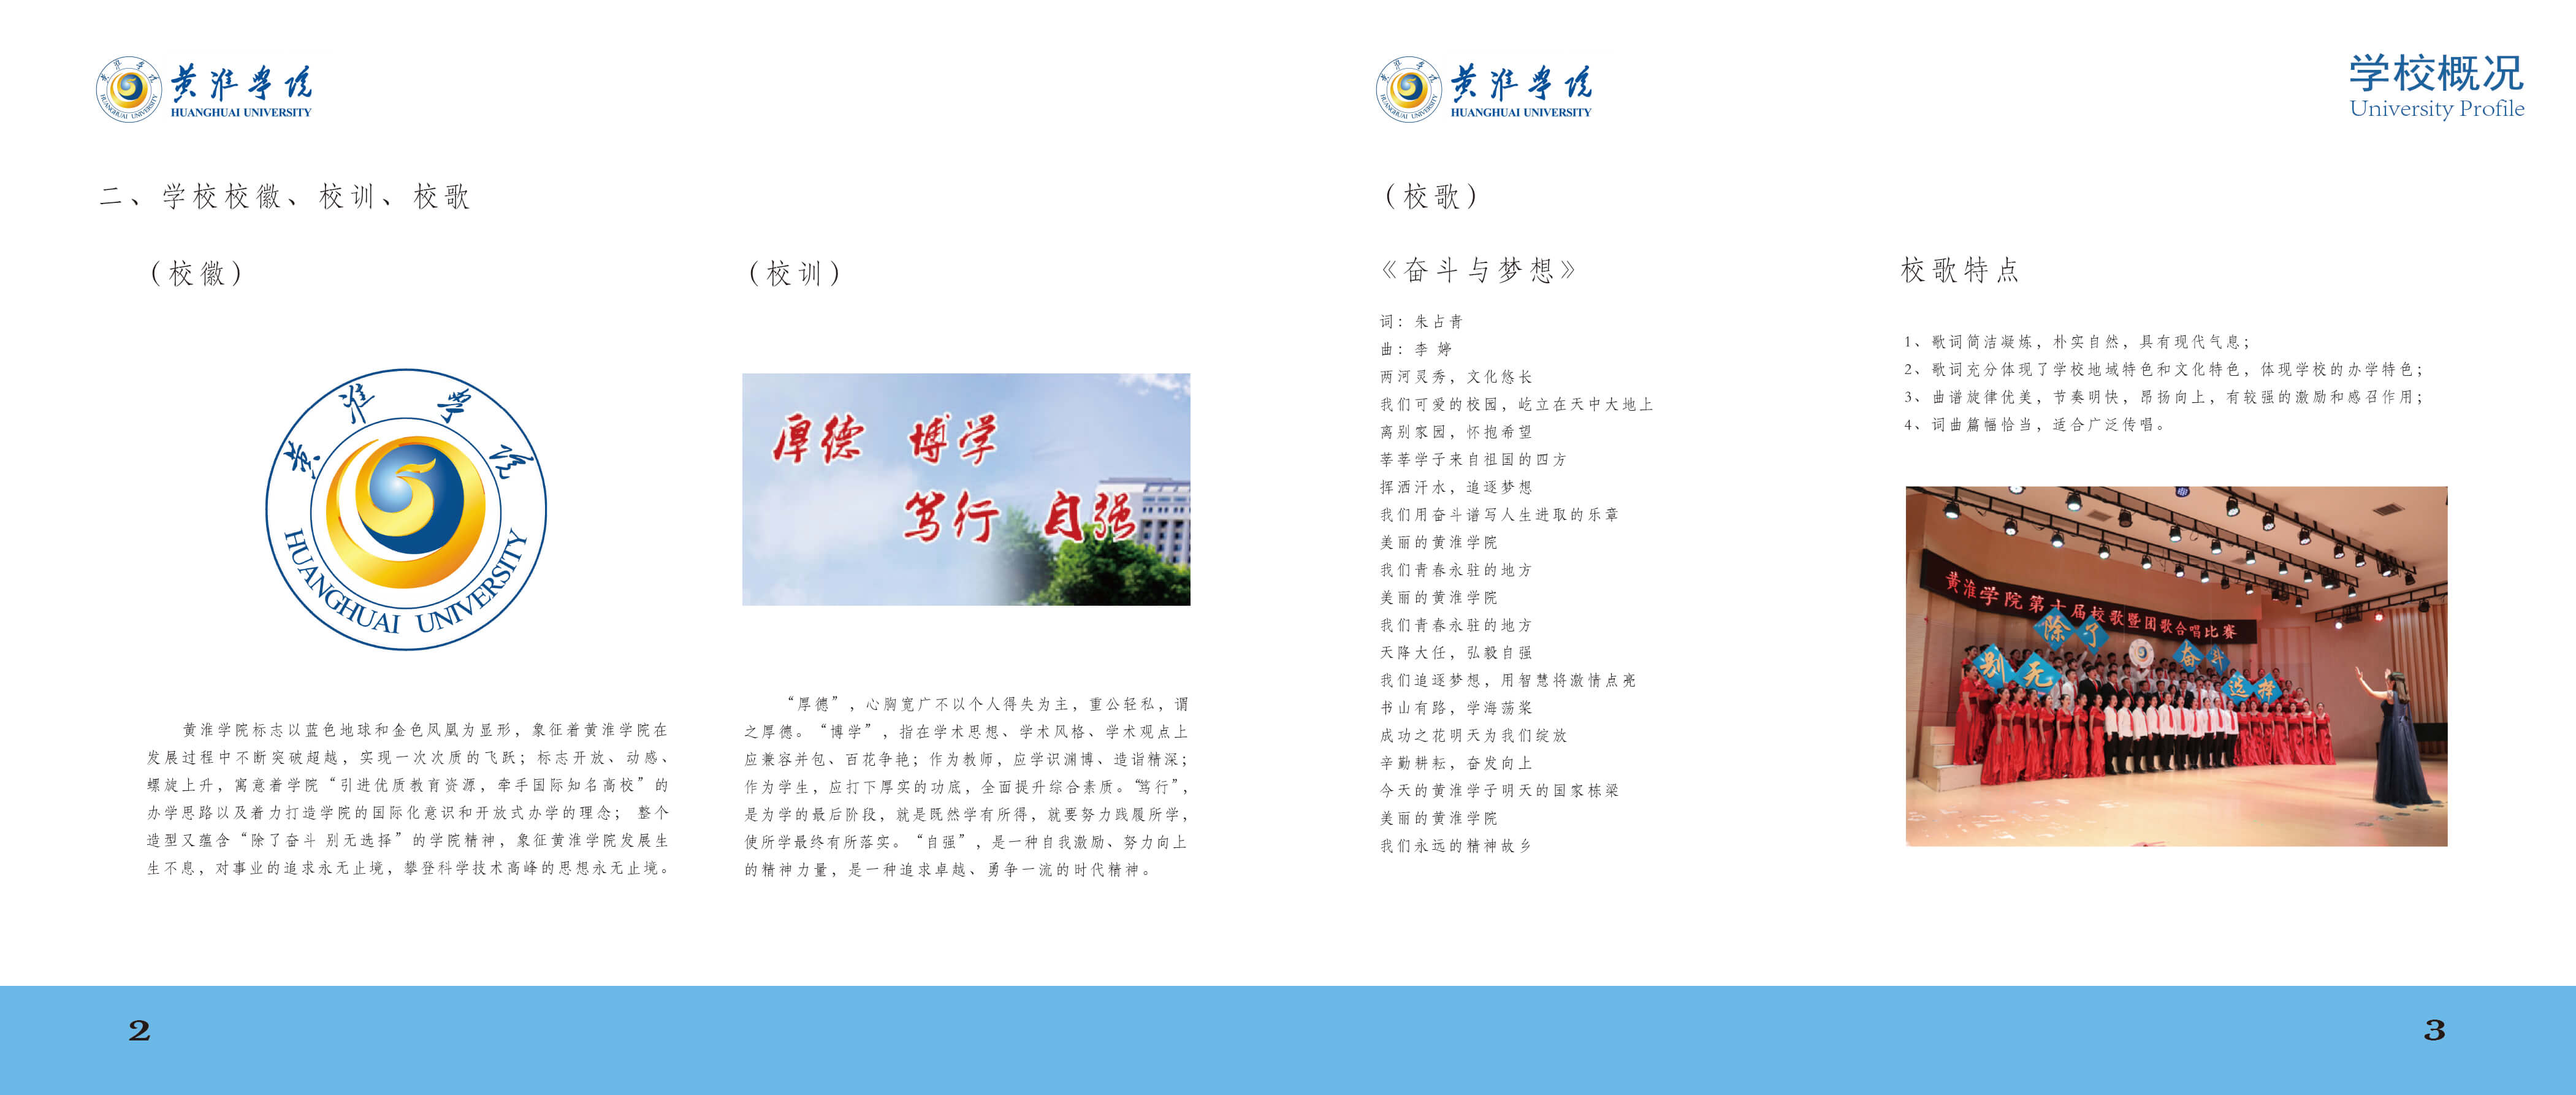 黄淮学院
HUANGHUAI UNIVERSITY
黄淮学院
HUANGHUAI UNIVERSITY
二、学校校徽、校训、校歌
（校徽）
黄淮学院
HUANGHUAI UNIVERSITY
黄淮学院标志以蓝色地球和金色凤凰为显形，象征着黄淮学院在
发展过程中不断突破超越，实现一次次质的飞跃；标志开放、动感、
螺旋上升，寓意着学院“引进优质教育资源，牵手国际知名高校”的
办学思路以及着力打造学院的国际化意识和开放式办学的理念； 整个
造型又蕴含“除了奋斗 别无选择”的学院精神，象征黄淮学院发展生
生不息，对事业的追求永无止境，攀登科学技术高峰的思想永无止境。
（校训）
厚德 博学
笃行 自强
“厚德”，心胸宽广不以个人得失为主，重公轻私，谓
之厚德。“博学”，指在学术思想、学术风格、学术观点上
应兼容并包、百花争艳；作为教师，应学识渊博、造诣精深；
作为学生，应打下厚实的功底，全面提升综合素质。“笃行”，
是为学的最后阶段，就是既然学有所得，就要努力践履所学，
使所学最终有所落实。“自强”，是一种自我激励、努力向上
的精神力量，是一种追求卓越、勇争一流的时代精神。
2
黄淮学院
HUANGHUAI UNIVERSITY
黄淮学院
HUANGHUAI UNIVERSITY
学校概况
University Profile
（校歌）
《奋斗与梦想》
词：朱占青
曲：李 婷
两河灵秀，文化悠长
我们可爱的校园，屹立在天中大地上
离别家园，怀抱希望
莘莘学子来自祖国的四方
挥洒汗水，追逐梦想
我们用奋斗谱写人生进取的乐章
美丽的黄淮学院
我们青春永驻的地方
美丽的黄淮学院
我们青春永驻的地方
天降大任，弘毅自强
我们追逐梦想，用智慧将激情点亮
书山有路，学海荡桨
成功之花明天为我们绽放
辛勤耕耘，奋发向上
今天的黄淮学子明天的国家栋梁
美丽的黄淮学院
我们永远的精神故乡
校歌特点
1、歌词简洁凝炼，朴实自然，具有现代气息；
2、歌词充分体现了学校地域特色和文化特色，体现学校的办学特色；
3、曲谱旋律优美，节奏明快，昂扬向上，有较强的激励和感召作用；
4、词曲篇幅恰当，适合广泛传唱。
黄淮学院第十届校歌暨团歌合唱比赛
除了奋斗
别无选择
3